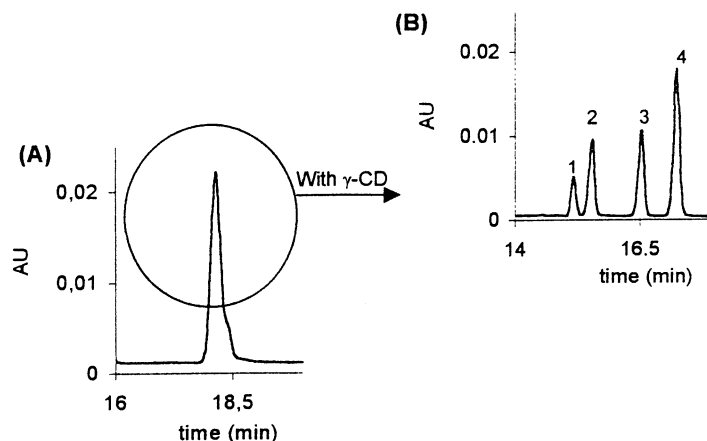 (A)
AU
0,02
0,01
0
16
18,5
time (min)
With γ-CD
(B)
AU
0.02
0.01
0
1
2
3
4
14
16.5
time (min)